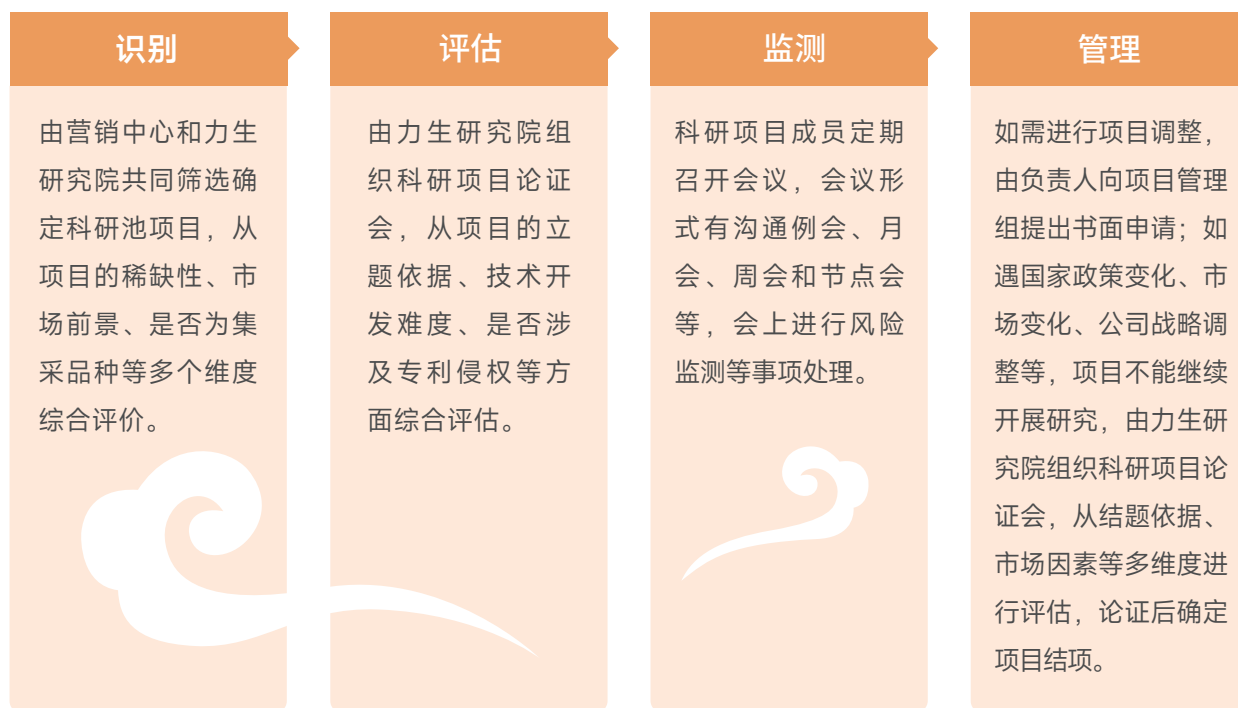 识别
由营销中心和力生
研究院共同筛选确
定科研池项目，从
项目的稀缺性、市
场前景、是否为集
采品种等多个维度
综合评价。
评估
由力生研究院组
织科研项目论证
会，从项目的立
题依据、技术开
发难度、是否涉
及专利侵权等方
面综合评估。
监测
科研项目成员定期
召开会议，会议形
式有沟通例会、月
会、周会和节点会
等，会上进行风险
监测等事项处理。
管理
如需进行项目调整，
由负责人向项目管理
组提出书面申请；如
遇国家政策变化、市
场变化、公司战略调
整等，项目不能继续
开展研究，由力生研
究院组织科研项目论
证会，从结题依据、
市场因素等多维度进
行评估，论证后确定
项目结项。